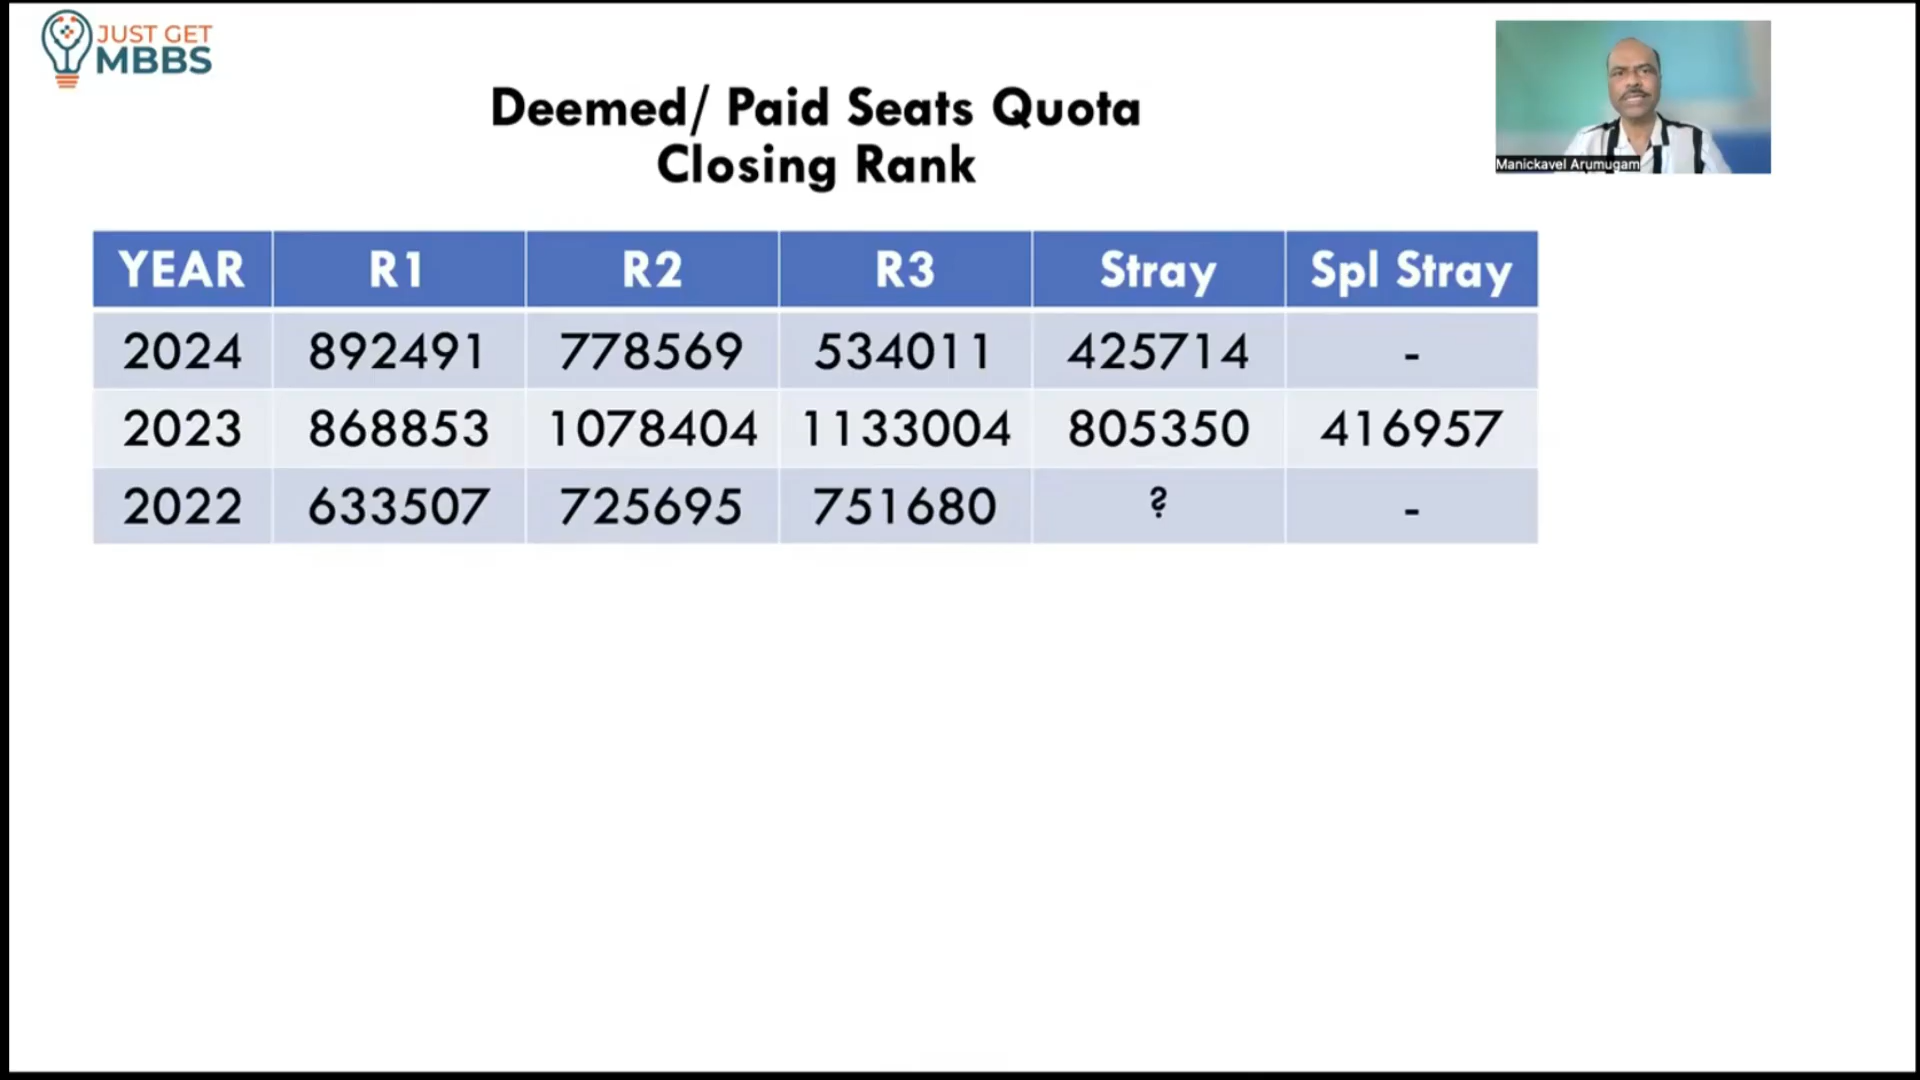 JUST GET
MBBS
Deemed/ Paid Seats Quota
Closing Rank
Manickavel Arumugam
YEAR R1 R2 R3 Stray Spl Stray
2024 892491 778569 534011 425714 -
2023 868853 1078404 1133004 805350 416957
2022 633507 725695 751680 ? -